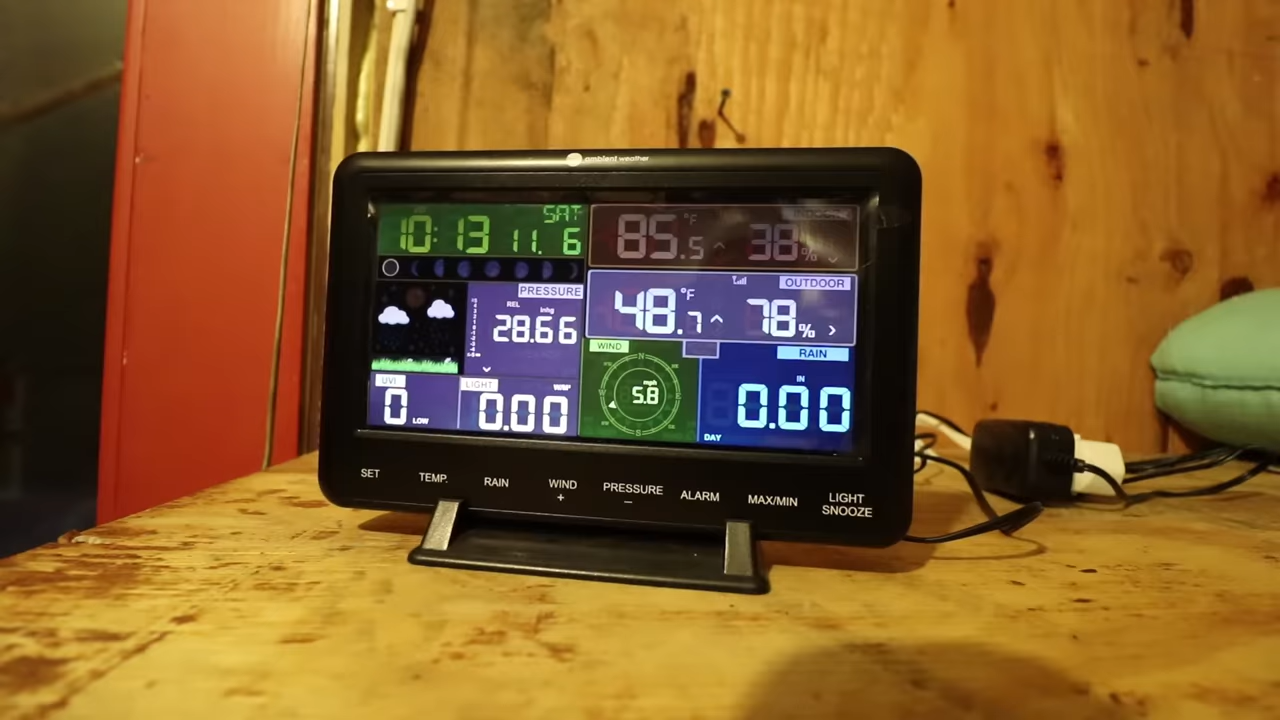 ambient weather
SAT
10:13 11. 6
INDOOR
85.5 °F 38%
PRESSURE
REL
inhg
28.66
OUTDOOR
48.7 °F 78%
UVI
0 LOW
LIGHT
W/M²
0.00
WIND
N
W E
S
mph
5.8
RAIN
IN
0.00
DAY
SET TEMP. RAIN WIND + PRESSURE − ALARM MAX/MIN LIGHT
SNOOZE